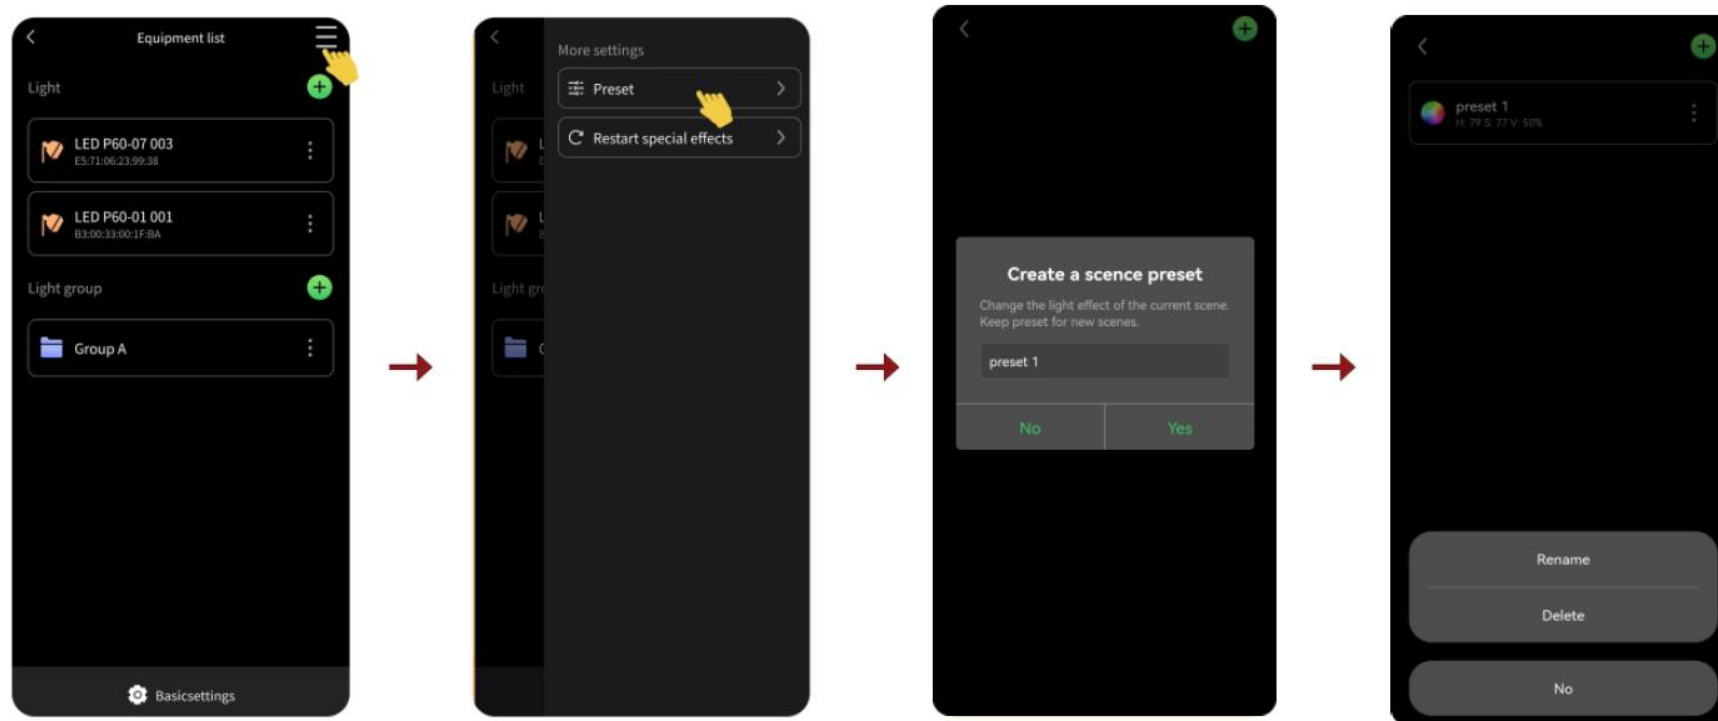 Equipment list
Light
LED P60-07 003
E5:71:06:23:99:38
LED P60-01 001
B3:00:33:00:1F:BA
Light group
Group A
Basicsettings
More settings
Light
Preset
Restart special effects
L
E
L
B
Light gro
G
Create a scence preset
Change the light effect of the current scene.
Keep preset for new scenes.
preset 1
No
Yes
preset 1
H: 79 S: 77 V: 50%
Rename
Delete
No